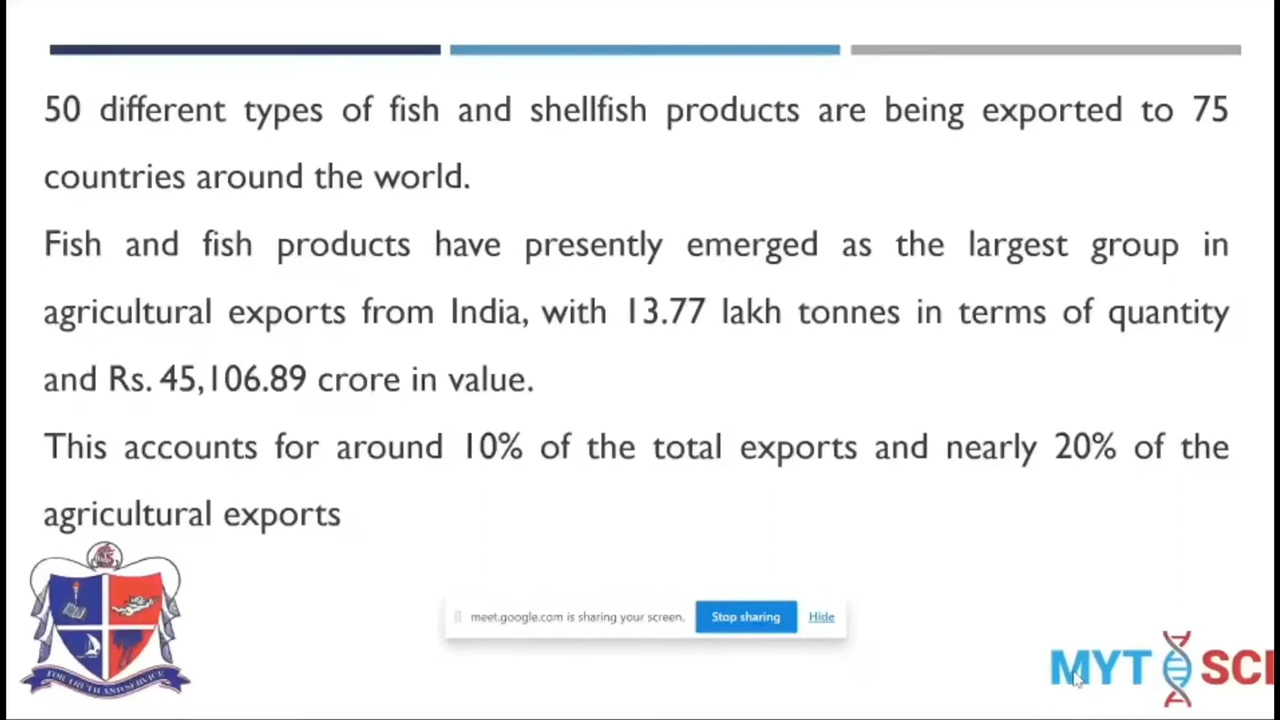 50 different types of fish and shellfish products are being exported to 75
countries around the world.
Fish and fish products have presently emerged as the largest group in
agricultural exports from India, with 13.77 lakh tonnes in terms of quantity
and Rs. 45,106.89 crore in value.
This accounts for around 10% of the total exports and nearly 20% of the
agricultural exports
FOR TRUTH AND SERVICE
meet.google.com is sharing your screen. Stop sharing Hide
MYT SCI